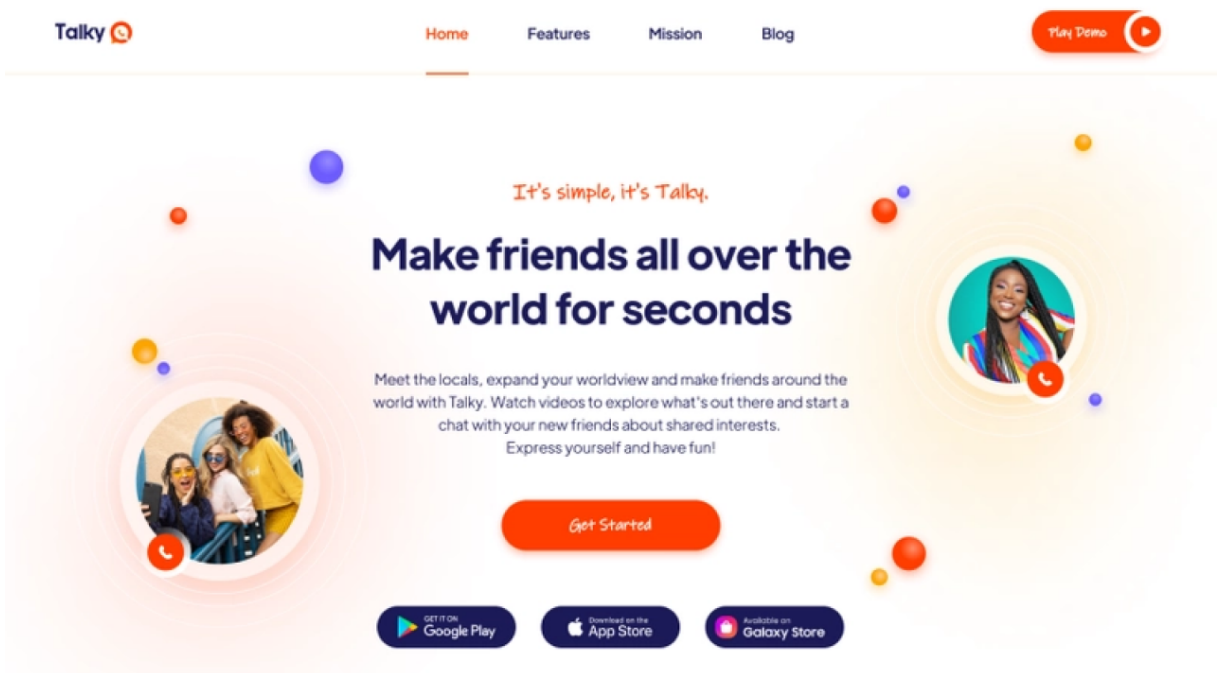 Talky
Home
Features
Mission
Blog
Play Demo
It's simple, it's Talky.
Make friends all over the
world for seconds
Meet the locals, expand your worldview and make friends around the
world with Talky. Watch videos to explore what's out there and start a
chat with your new friends about shared interests.
Express yourself and have fun!
Get Started
GET IT ON
Google Play
Download on the
App Store
Available on
Galaxy Store